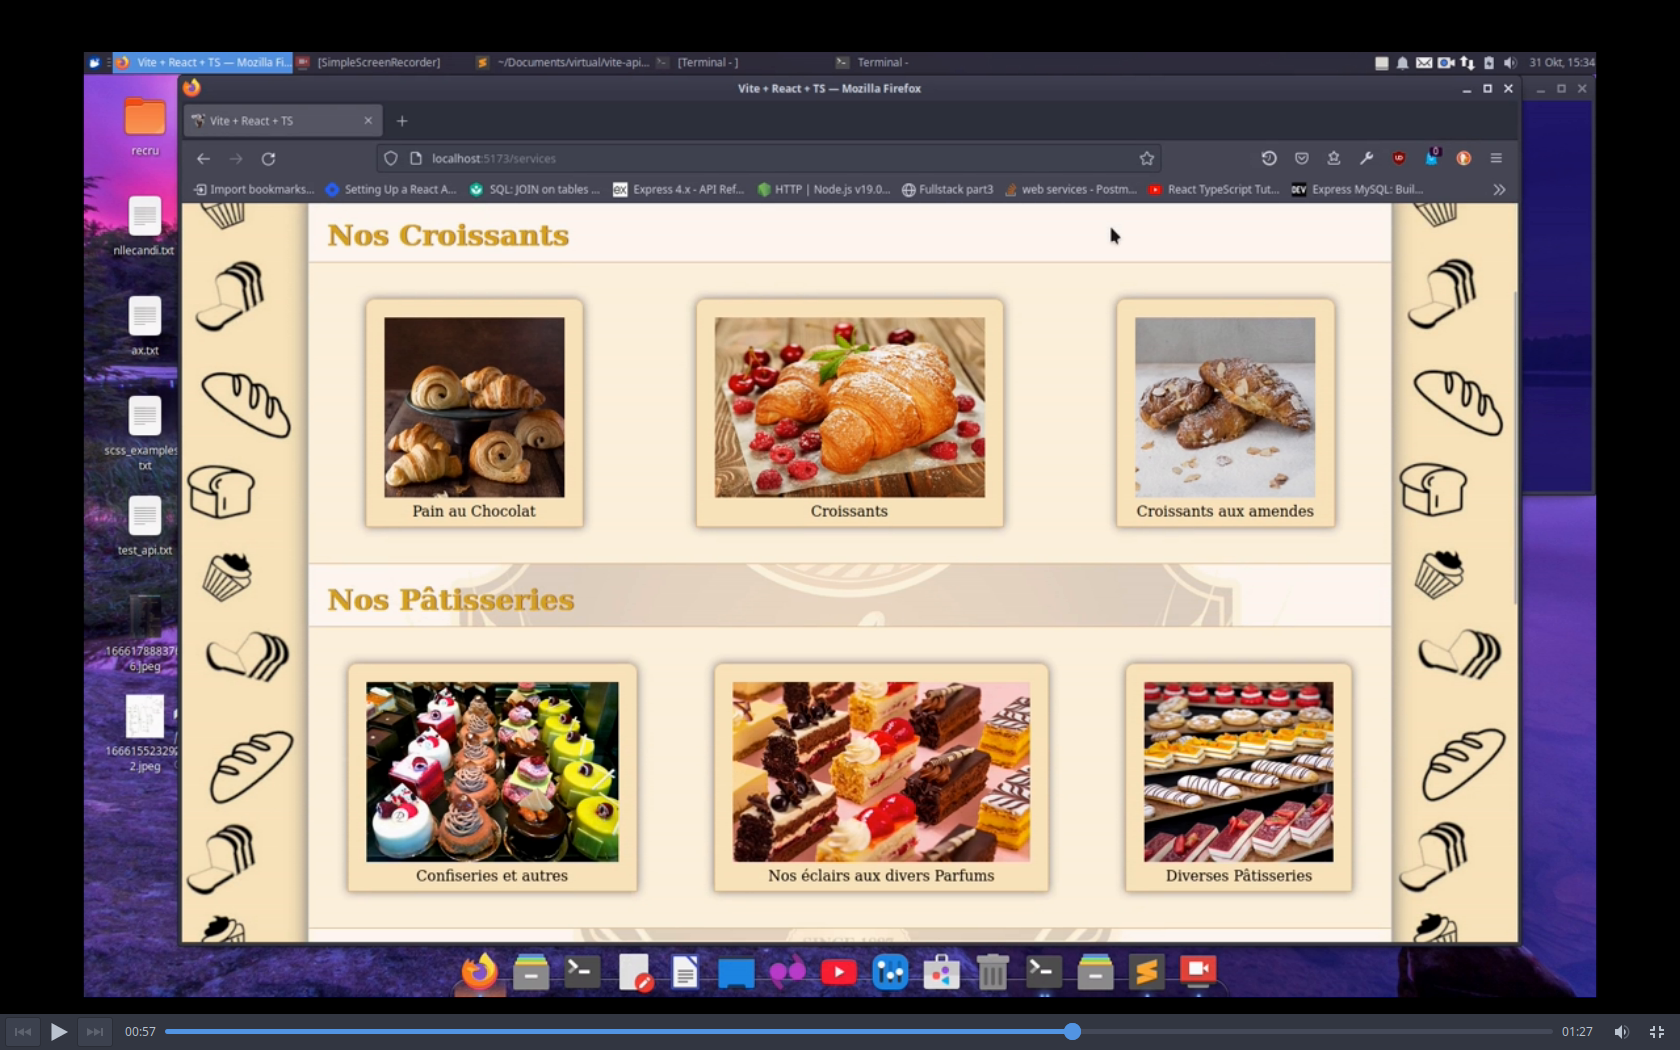 Vite + React + TS — Mozilla Fi...
[SimpleScreenRecorder]
~/Documents/virtual/vite-api...
[Terminal - ]
Terminal -
31 Okt, 15:34
Vite + React + TS — Mozilla Firefox
Vite + React + TS
localhost:5173/services
Import bookmarks...
Setting Up a React A...
SQL: JOIN on tables ...
Express 4.x - API Ref...
HTTP | Node.js v19.0...
Fullstack part3
web services - Postm...
React TypeScript Tut...
Express MySQL: Buil...
recru
nllecandi.txt
ax.txt
scss_examples
txt
test_api.txt
6.jpeg
2.jpeg
Nos Croissants
Pain au Chocolat
Croissants
Croissants aux amendes
Nos Pâtisseries
Confiseries et autres
Nos éclairs aux divers Parfums
Diverses Pâtisseries
00:57
01:27